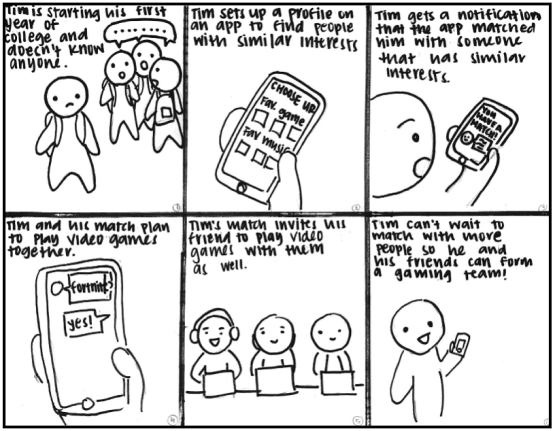 Tim is starting his first
year of
college and
doesn't know
anyone.
Tim sets up a profile on
an app to find people
with similar interests
CHOOSE UP!
Fav. game
Fav music
Tim gets a notification
that the app matched
him with someone
that has similar
interests.
YOU
HAVE A
MATCH!
Tim and his match plan
to play video games
together.
fortnite?
yes!
Tim's match invites his
friend to play video
games with them
as well.
Tim can't wait to
match with more
people so he and
his friends can form
a gaming team!